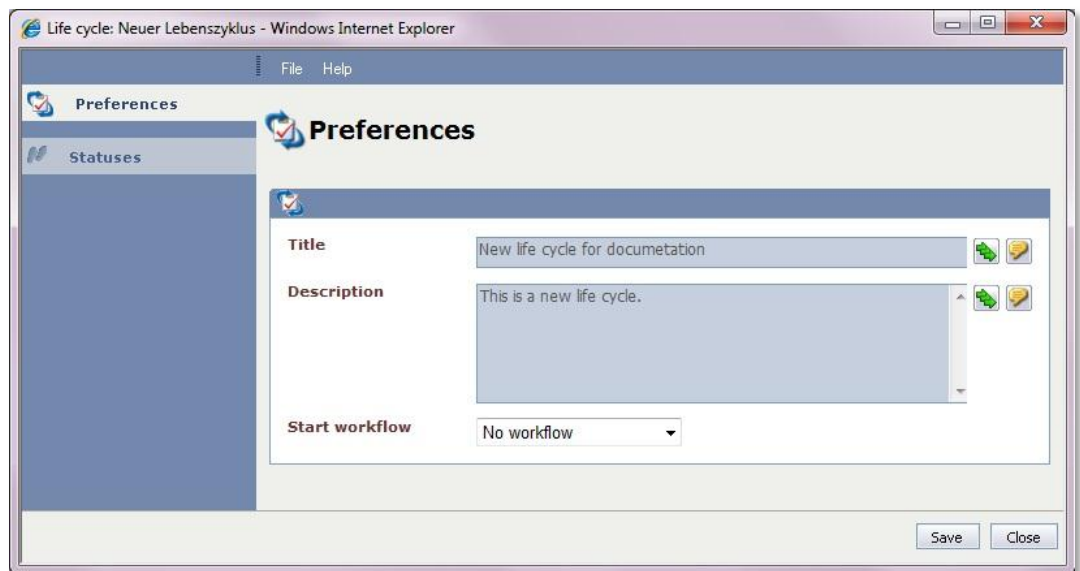 Life cycle: Neuer Lebenszyklus - Windows Internet Explorer
File Help
Preferences
Statuses
Preferences
Title
New life cycle for documetation
Description
This is a new life cycle.
Start workflow
No workflow
Save Close